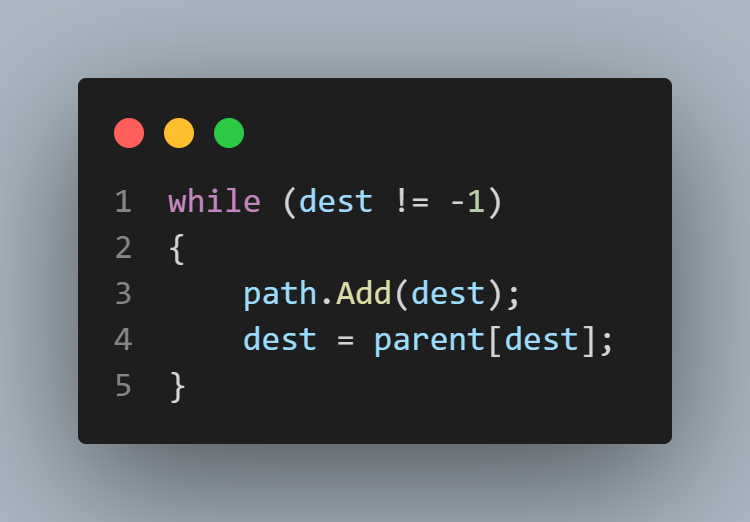 1 while (dest != -1)
2 {
3     path.Add(dest);
4     dest = parent[dest];
5 }